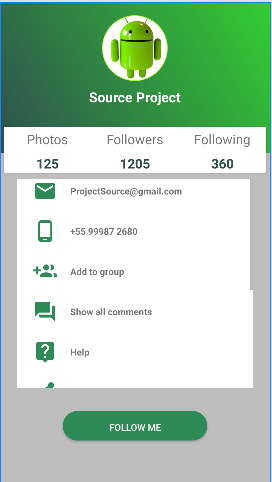 Source Project
Photos Followers Following
125 1205 360
ProjectSource@gmail.com
+55 99987 2680
Add to group
Show all comments
Help
FOLLOW ME